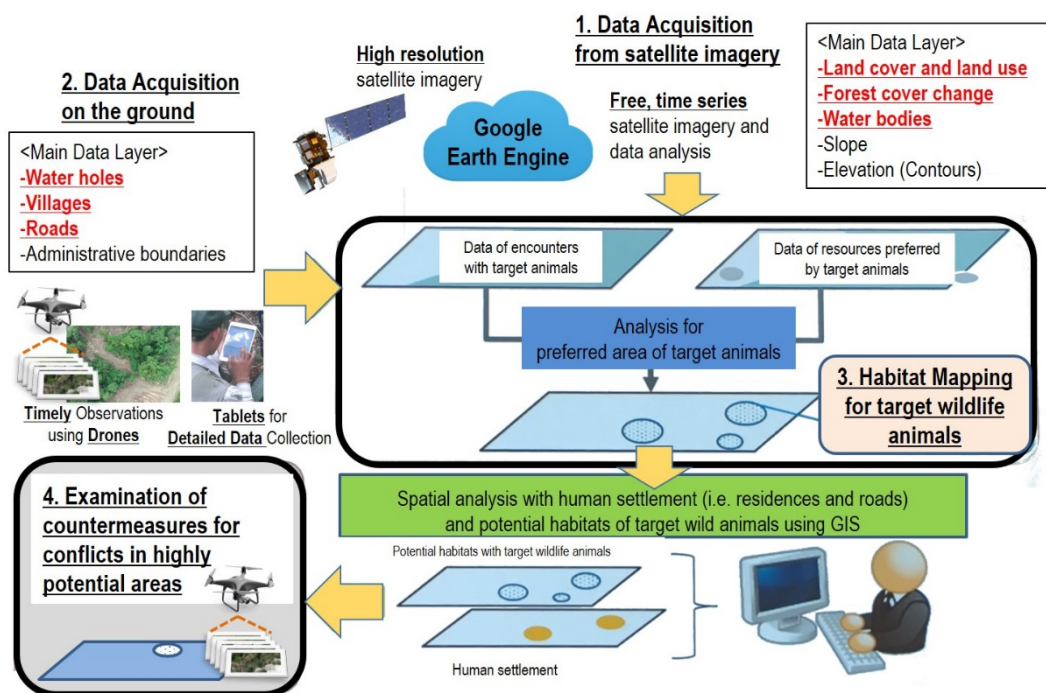 1. Data Acquisition
from satellite imagery
High resolution
satellite imagery
Google
Earth Engine
Free, time series
satellite imagery and
data analysis
<Main Data Layer>
-Land cover and land use
-Forest cover change
-Water bodies
-Slope
-Elevation (Contours)
2. Data Acquisition
on the ground
<Main Data Layer>
-Water holes
-Villages
-Roads
-Administrative boundaries
Timely Observations
using Drones
Tablets for
Detailed Data Collection
Data of encounters
with target animals
Data of resources preferred
by target animals
Analysis for
preferred area of target animals
3. Habitat Mapping
for target wildlife
animals
Spatial analysis with human settlement (i.e. residences and roads)
and potential habitats of target wild animals using GIS
Potential habitats with target wildlife animals
Human settlement
4. Examination of
countermeasures for
conflicts in highly
potential areas